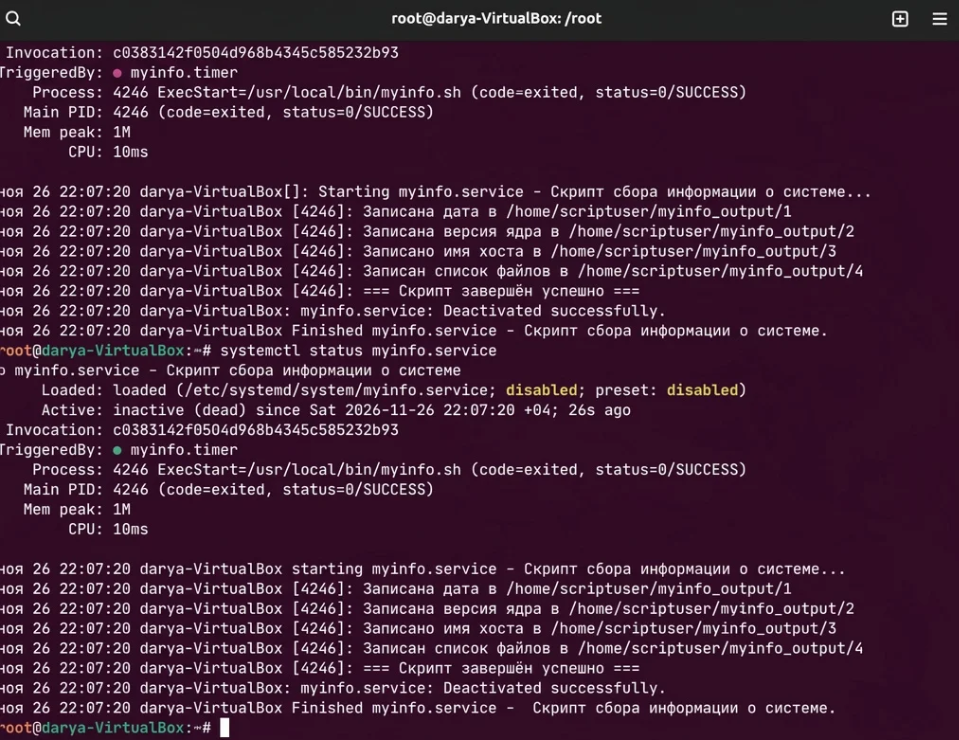 root@darya-VirtualBox: /root
Invocation: c0383142f0504d968b4345c585232b93
TriggeredBy: ● myinfo.timer
Process: 4246 ExecStart=/usr/local/bin/myinfo.sh (code=exited, status=0/SUCCESS)
Main PID: 4246 (code=exited, status=0/SUCCESS)
Mem peak: 1M
CPU: 10ms
ноя 26 22:07:20 darya-VirtualBox[]: Starting myinfo.service - Скрипт сбора информации о системе...
ноя 26 22:07:20 darya-VirtualBox [4246]: Записана дата в /home/scriptuser/myinfo_output/1
ноя 26 22:07:20 darya-VirtualBox [4246]: Записана версия ядра в /home/scriptuser/myinfo_output/2
ноя 26 22:07:20 darya-VirtualBox [4246]: Записано имя хоста в /home/scriptuser/myinfo_output/3
ноя 26 22:07:20 darya-VirtualBox [4246]: Записан список файлов в /home/scriptuser/myinfo_output/4
ноя 26 22:07:20 darya-VirtualBox [4246]: === Скрипт завершён успешно ===
ноя 26 22:07:20 darya-VirtualBox: myinfo.service: Deactivated successfully.
ноя 26 22:07:20 darya-VirtualBox Finished myinfo.service - Скрипт сбора информации о системе.
root@darya-VirtualBox:~# systemctl status myinfo.service
○ myinfo.service - Скрипт сбора информации о системе
Loaded: loaded (/etc/systemd/system/myinfo.service; disabled; preset: disabled)
Active: inactive (dead) since Sat 2026-11-26 22:07:20 +04; 26s ago
Invocation: c0383142f0504d968b4345c585232b93
TriggeredBy: ● myinfo.timer
Process: 4246 ExecStart=/usr/local/bin/myinfo.sh (code=exited, status=0/SUCCESS)
Main PID: 4246 (code=exited, status=0/SUCCESS)
Mem peak: 1M
CPU: 10ms
ноя 26 22:07:20 darya-VirtualBox starting myinfo.service - Скрипт сбора информации о системе...
ноя 26 22:07:20 darya-VirtualBox [4246]: Записана дата в /home/scriptuser/myinfo_output/1
ноя 26 22:07:20 darya-VirtualBox [4246]: Записана версия ядра в /home/scriptuser/myinfo_output/2
ноя 26 22:07:20 darya-VirtualBox [4246]: Записано имя хоста в /home/scriptuser/myinfo_output/3
ноя 26 22:07:20 darya-VirtualBox [4246]: Записан список файлов в /home/scriptuser/myinfo_output/4
ноя 26 22:07:20 darya-VirtualBox [4246]: === Скрипт завершён успешно ===
ноя 26 22:07:20 darya-VirtualBox: myinfo.service: Deactivated successfully.
ноя 26 22:07:20 darya-VirtualBox Finished myinfo.service - Скрипт сбора информации о системе.
root@darya-VirtualBox:~#